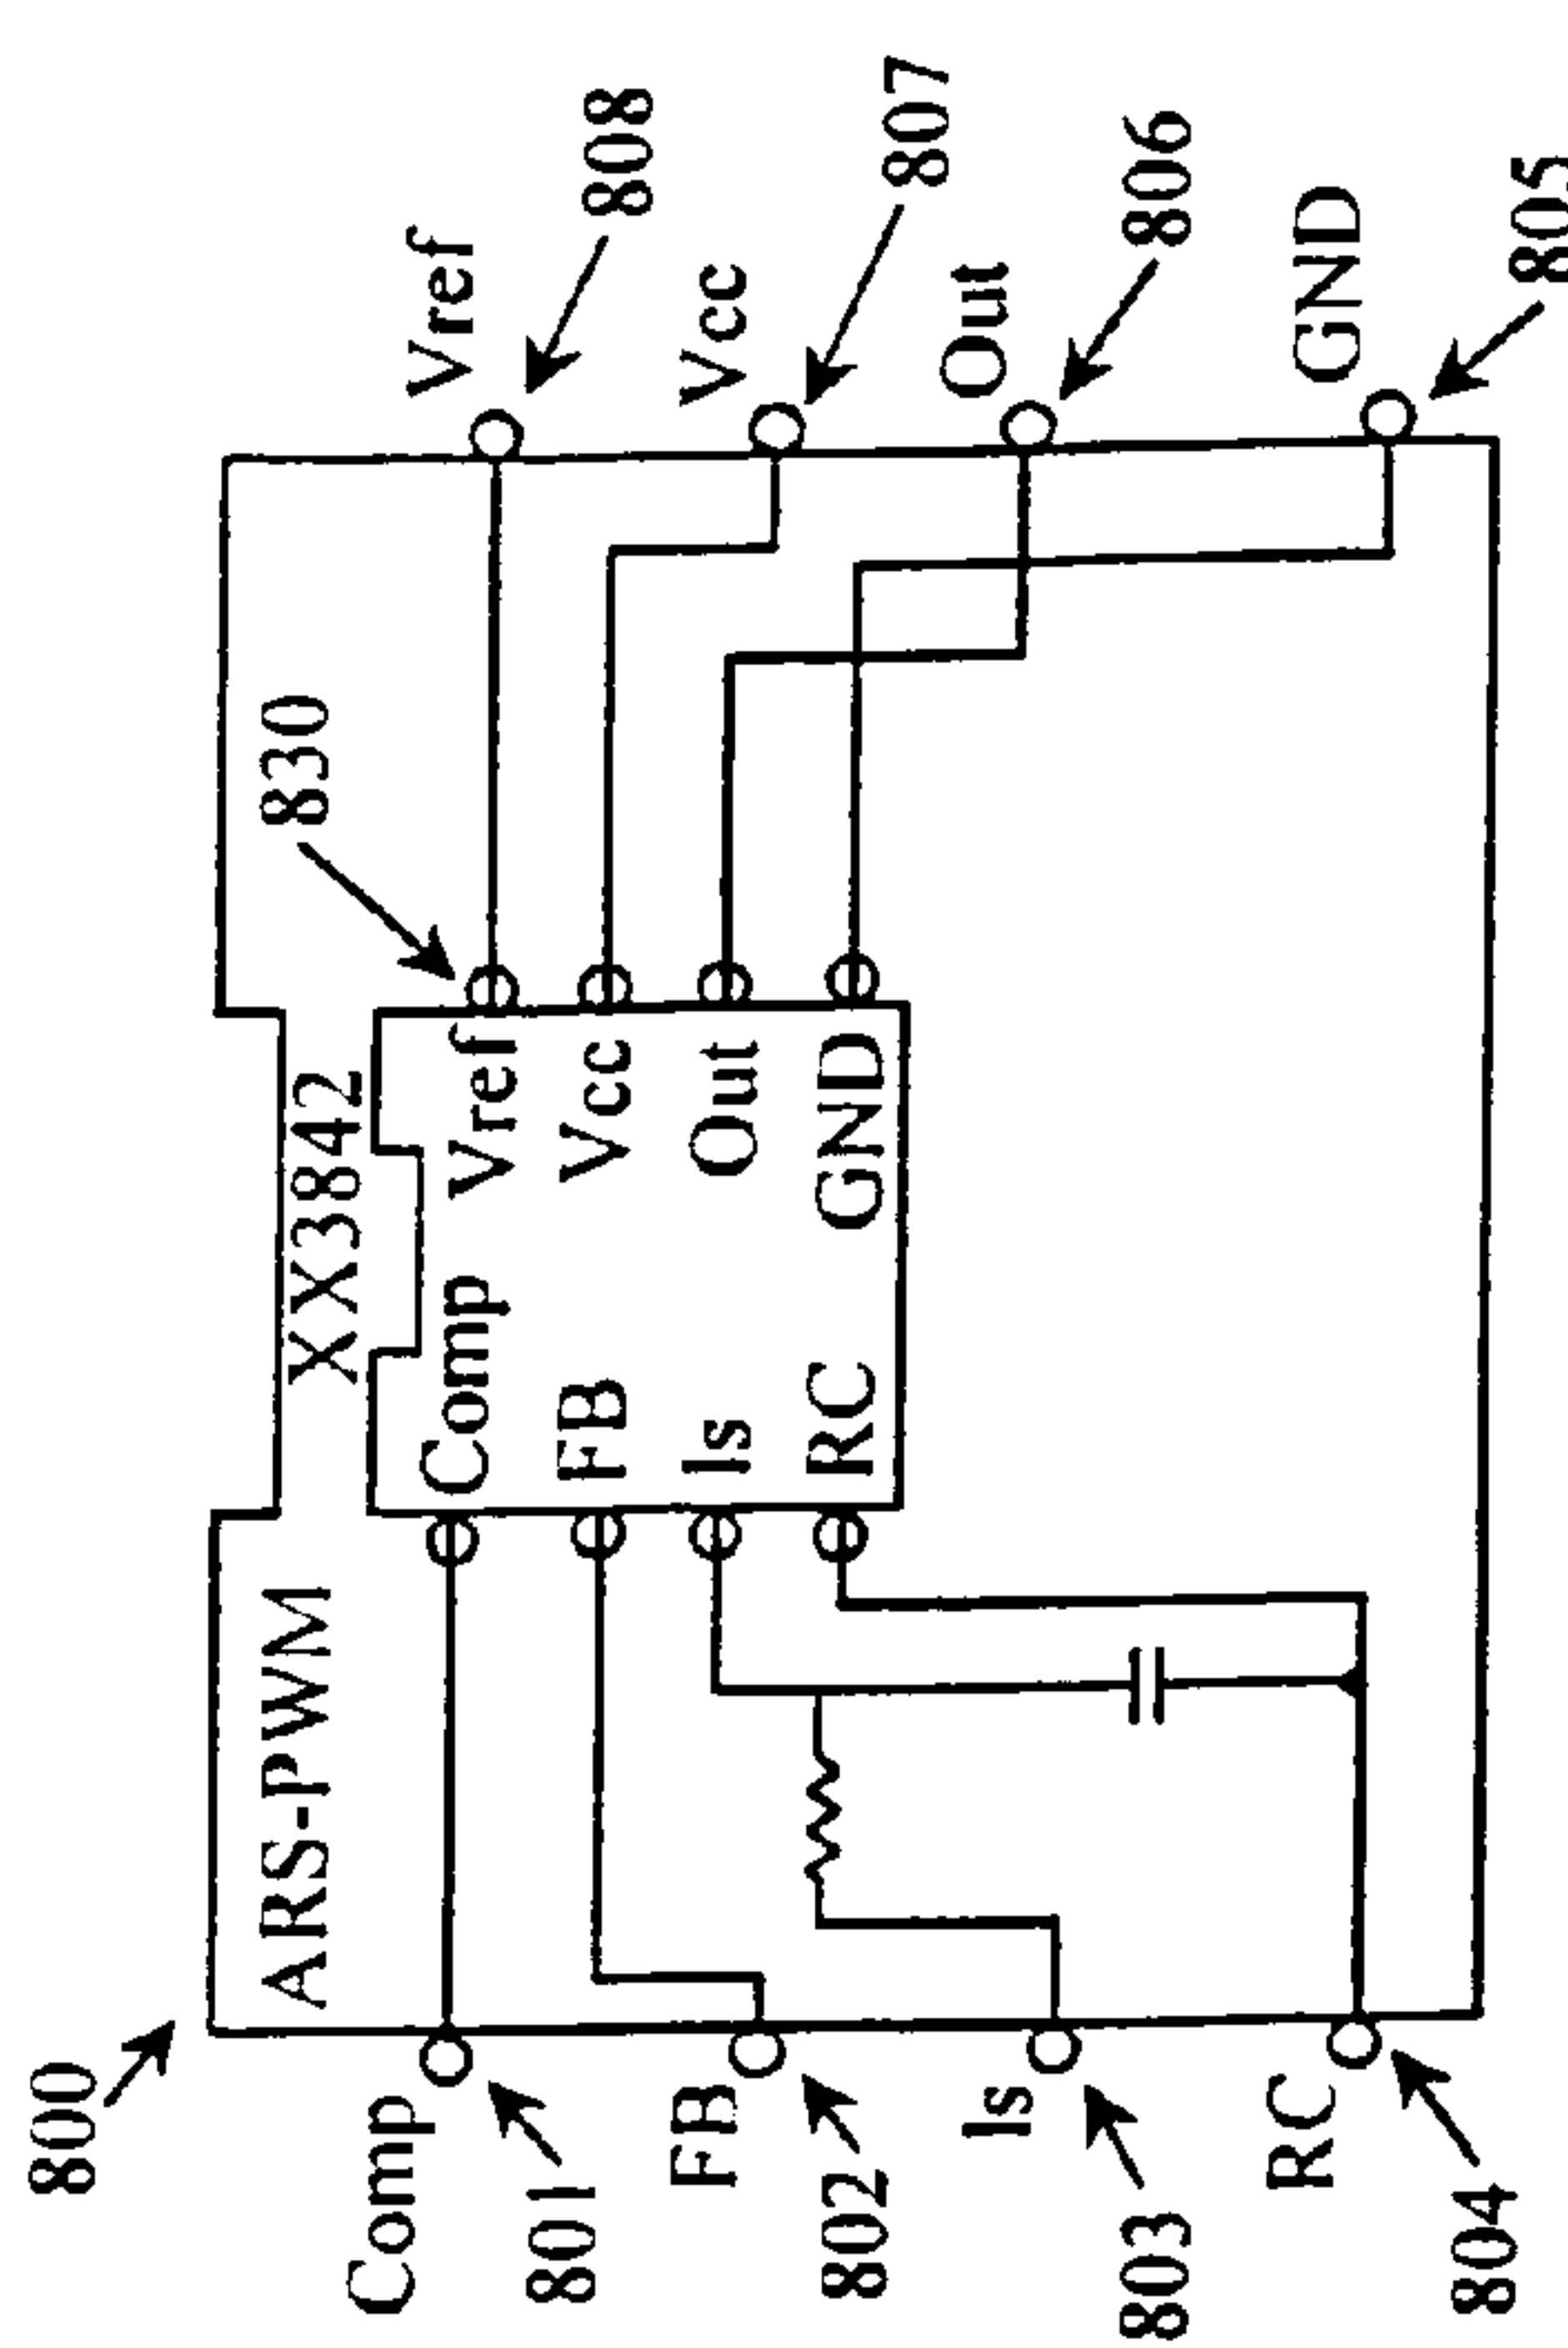 800
ARS-PWM
XX3842
830
Comp
801
FB
802
Is
803
RC
804
Comp
FB
Is
RC
Vref
Vcc
Out
GND
Vref
808
Vcc
807
Out
806
GND
805